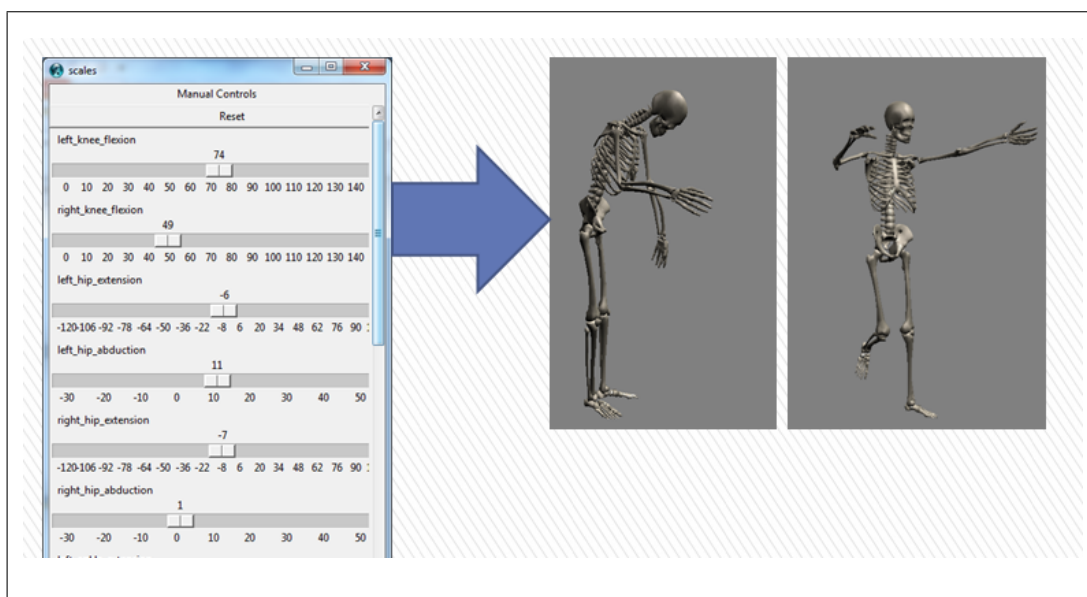 scales
Manual Controls
Reset
left_knee_flexion
74
0 10 20 30 40 50 60 70 80 90 100 110 120 130 140
right_knee_flexion
49
0 10 20 30 40 50 60 70 80 90 100 110 120 130 140
left_hip_extension
-6
-120-106 -92 -78 -64 -50 -36 -22 -8 6 20 34 48 62 76 90
left_hip_abduction
11
-30 -20 -10 0 10 20 30 40 50
right_hip_extension
-7
-120-106 -92 -78 -64 -50 -36 -22 -8 6 20 34 48 62 76 90
right_hip_abduction
1
-30 -20 -10 0 10 20 30 40 50